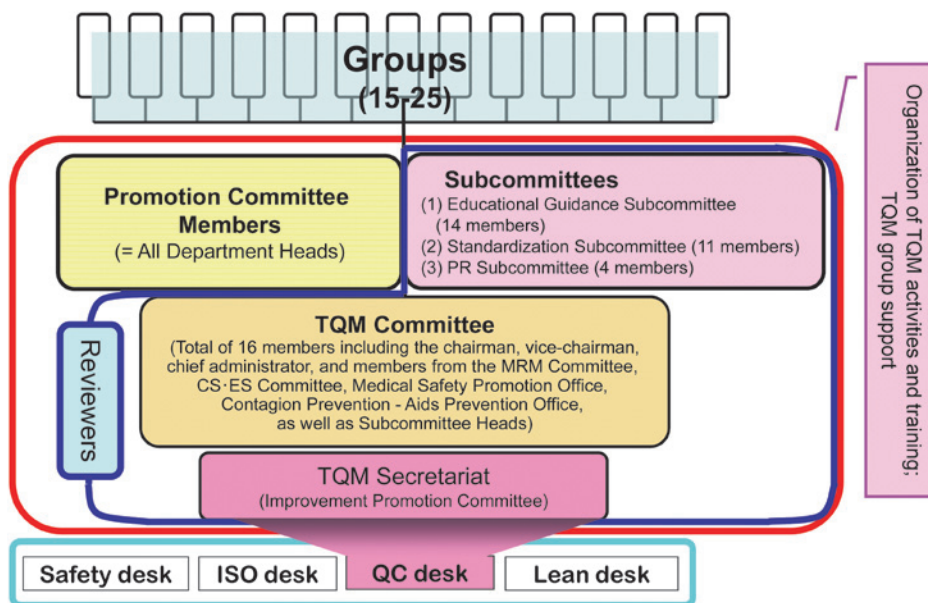 Groups
(15-25)
Promotion Committee
Members
(= All Department Heads)
Subcommittees
(1) Educational Guidance Subcommittee
(14 members)
(2) Standardization Subcommittee (11 members)
(3) PR Subcommittee (4 members)
Organization of TQM activities and training;
TQM group support
Reviewers
TQM Committee
(Total of 16 members including the chairman, vice-chairman,
chief administrator, and members from the MRM Committee,
CS·ES Committee, Medical Safety Promotion Office,
Contagion Prevention - Aids Prevention Office,
as well as Subcommittee Heads)
TQM Secretariat
(Improvement Promotion Committee)
Safety desk
ISO desk
QC desk
Lean desk